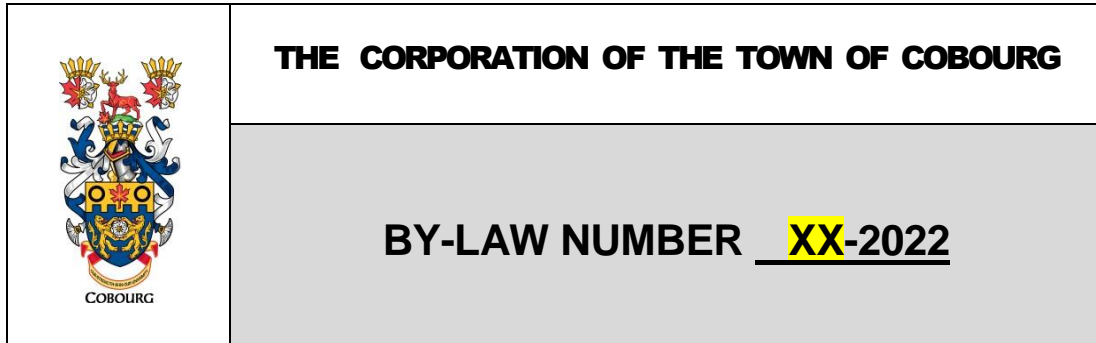 THE CORPORATION OF THE TOWN OF COBOURG
BY-LAW NUMBER XX-2022
COBOURG